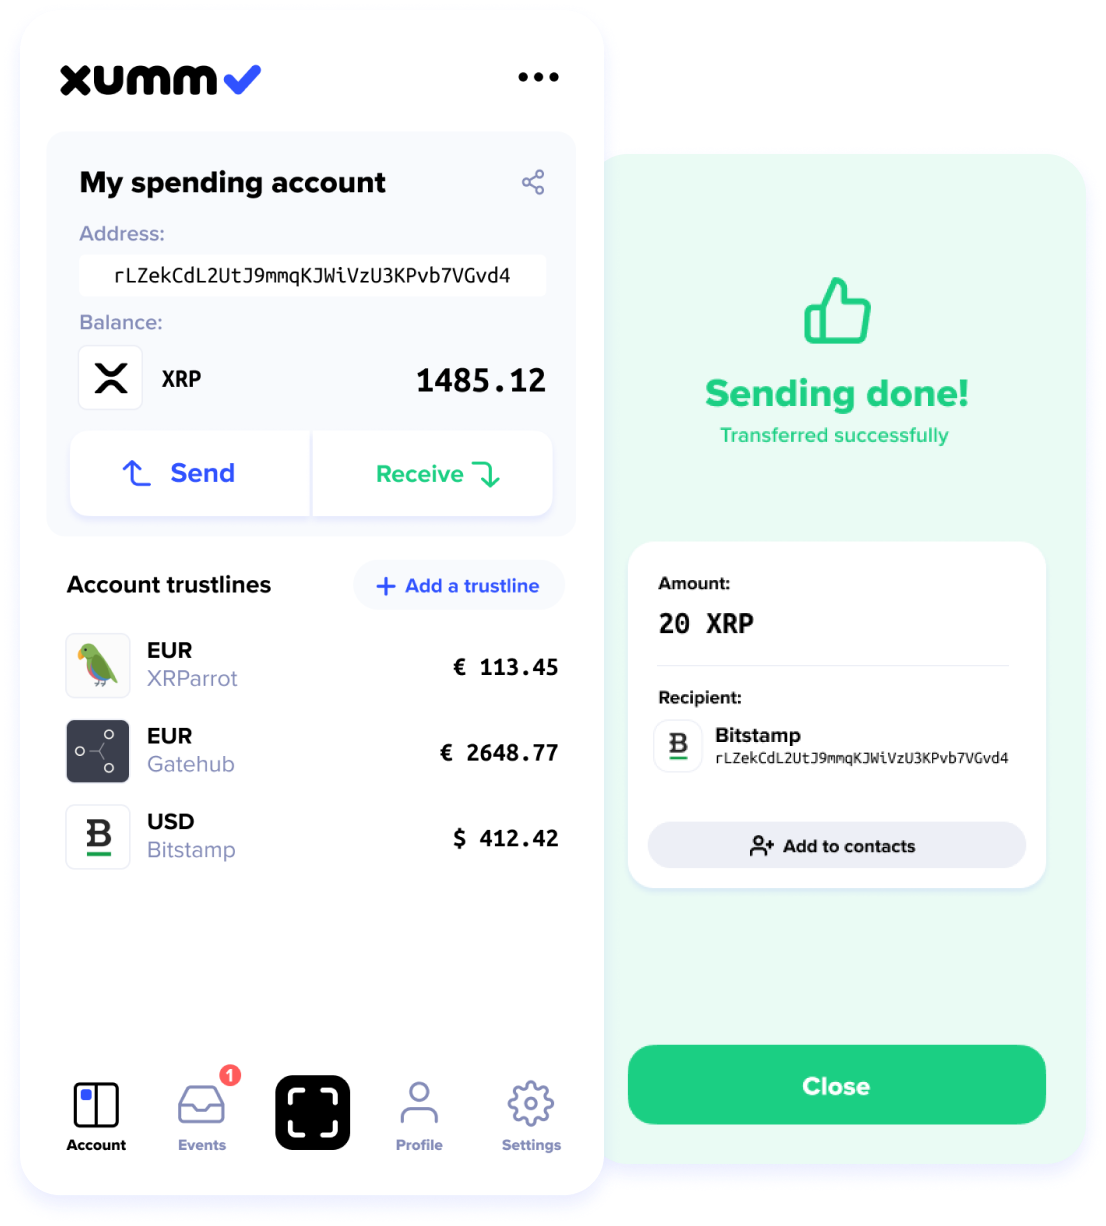 xumm
My spending account
Address:
rLZekCdL2UtJ9mmqKJWiVzU3KPvb7VGvd4
Balance:
XRP
1485.12
Send
Receive
Account trustlines
+ Add a trustline
EUR
XRParrot
€ 113.45
EUR
Gatehub
€ 2648.77
B
USD
Bitstamp
$ 412.42
Account
1
Events
Profile
Settings
Sending done!
Transferred successfully
Amount:
20 XRP
Recipient:
B
Bitstamp
rLZekCdL2UtJ9mmqKJWiVzU3KPvb7VGvd4
Add to contacts
Close